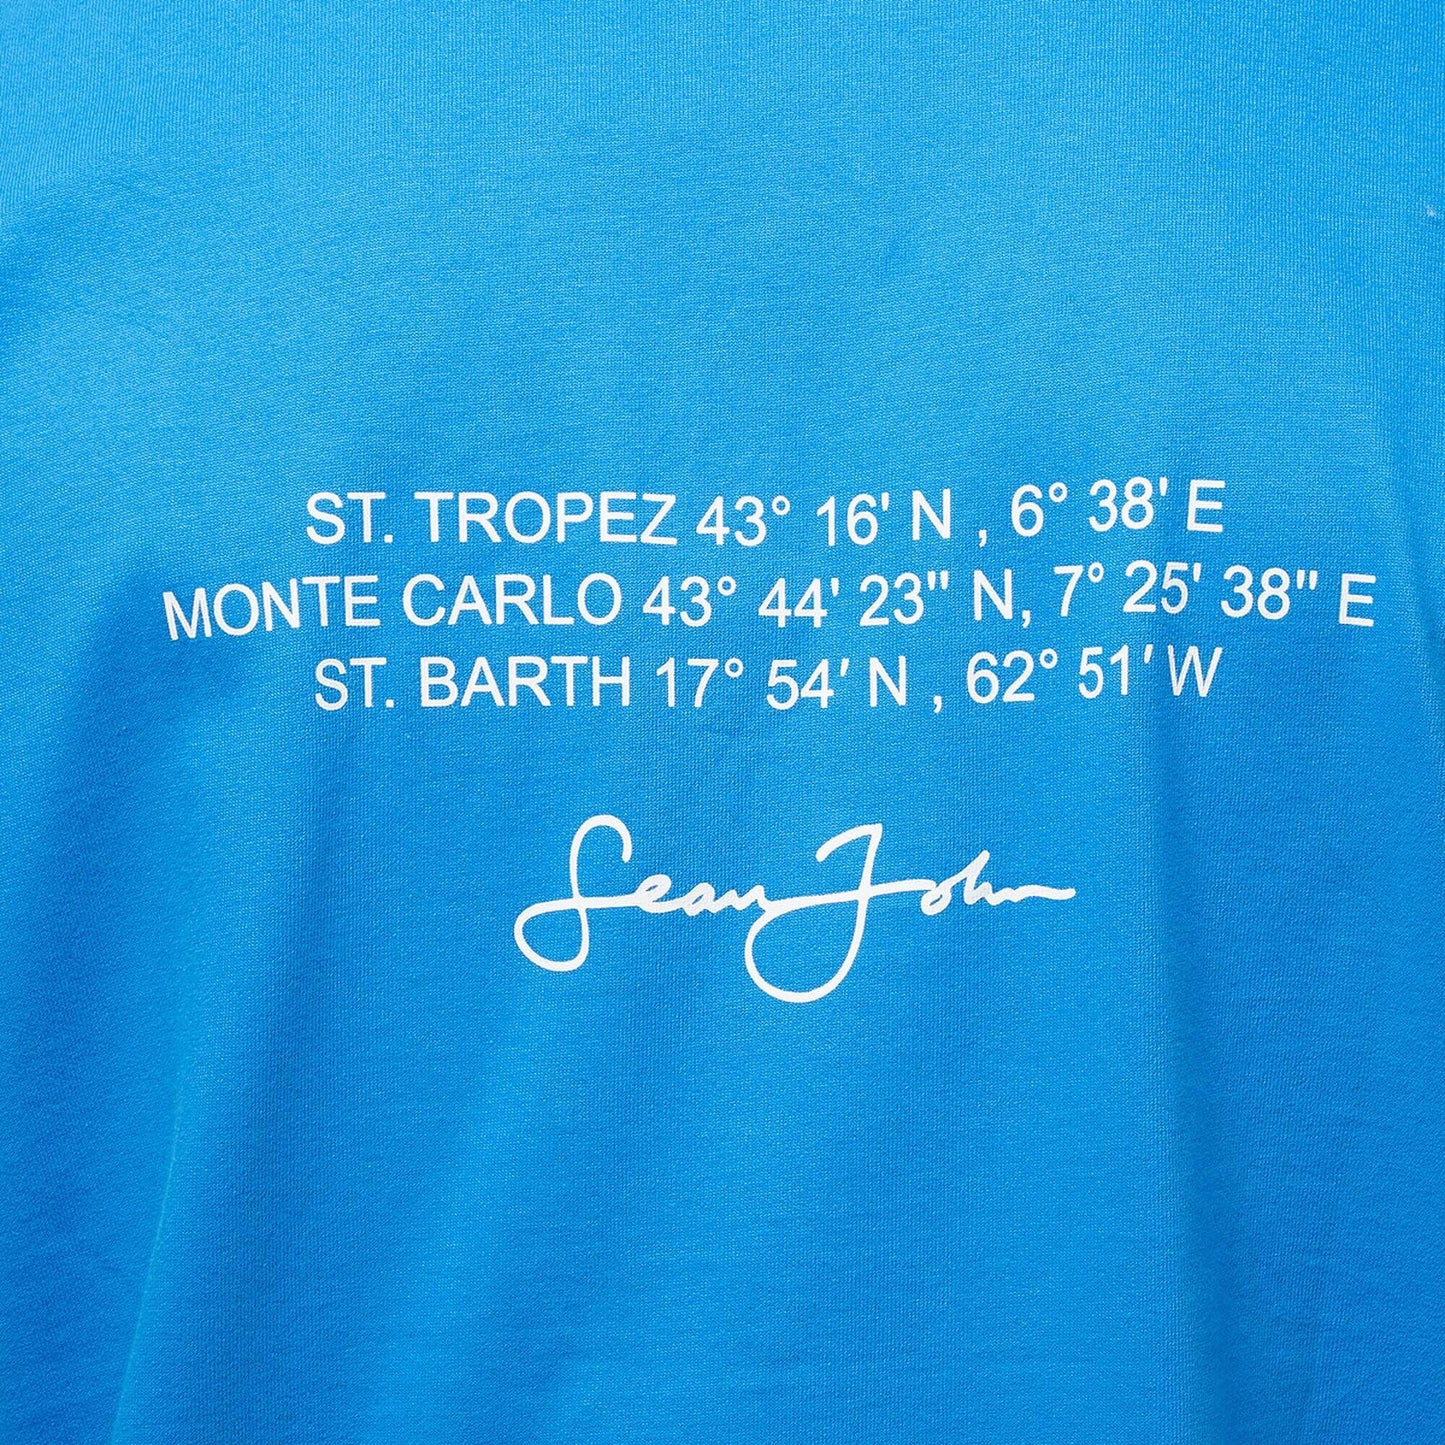 ST. TROPEZ 43° 16' N , 6° 38' E
MONTE CARLO 43° 44' 23" N, 7° 25' 38" E
ST. BARTH 17° 54' N , 62° 51' W
Sean John